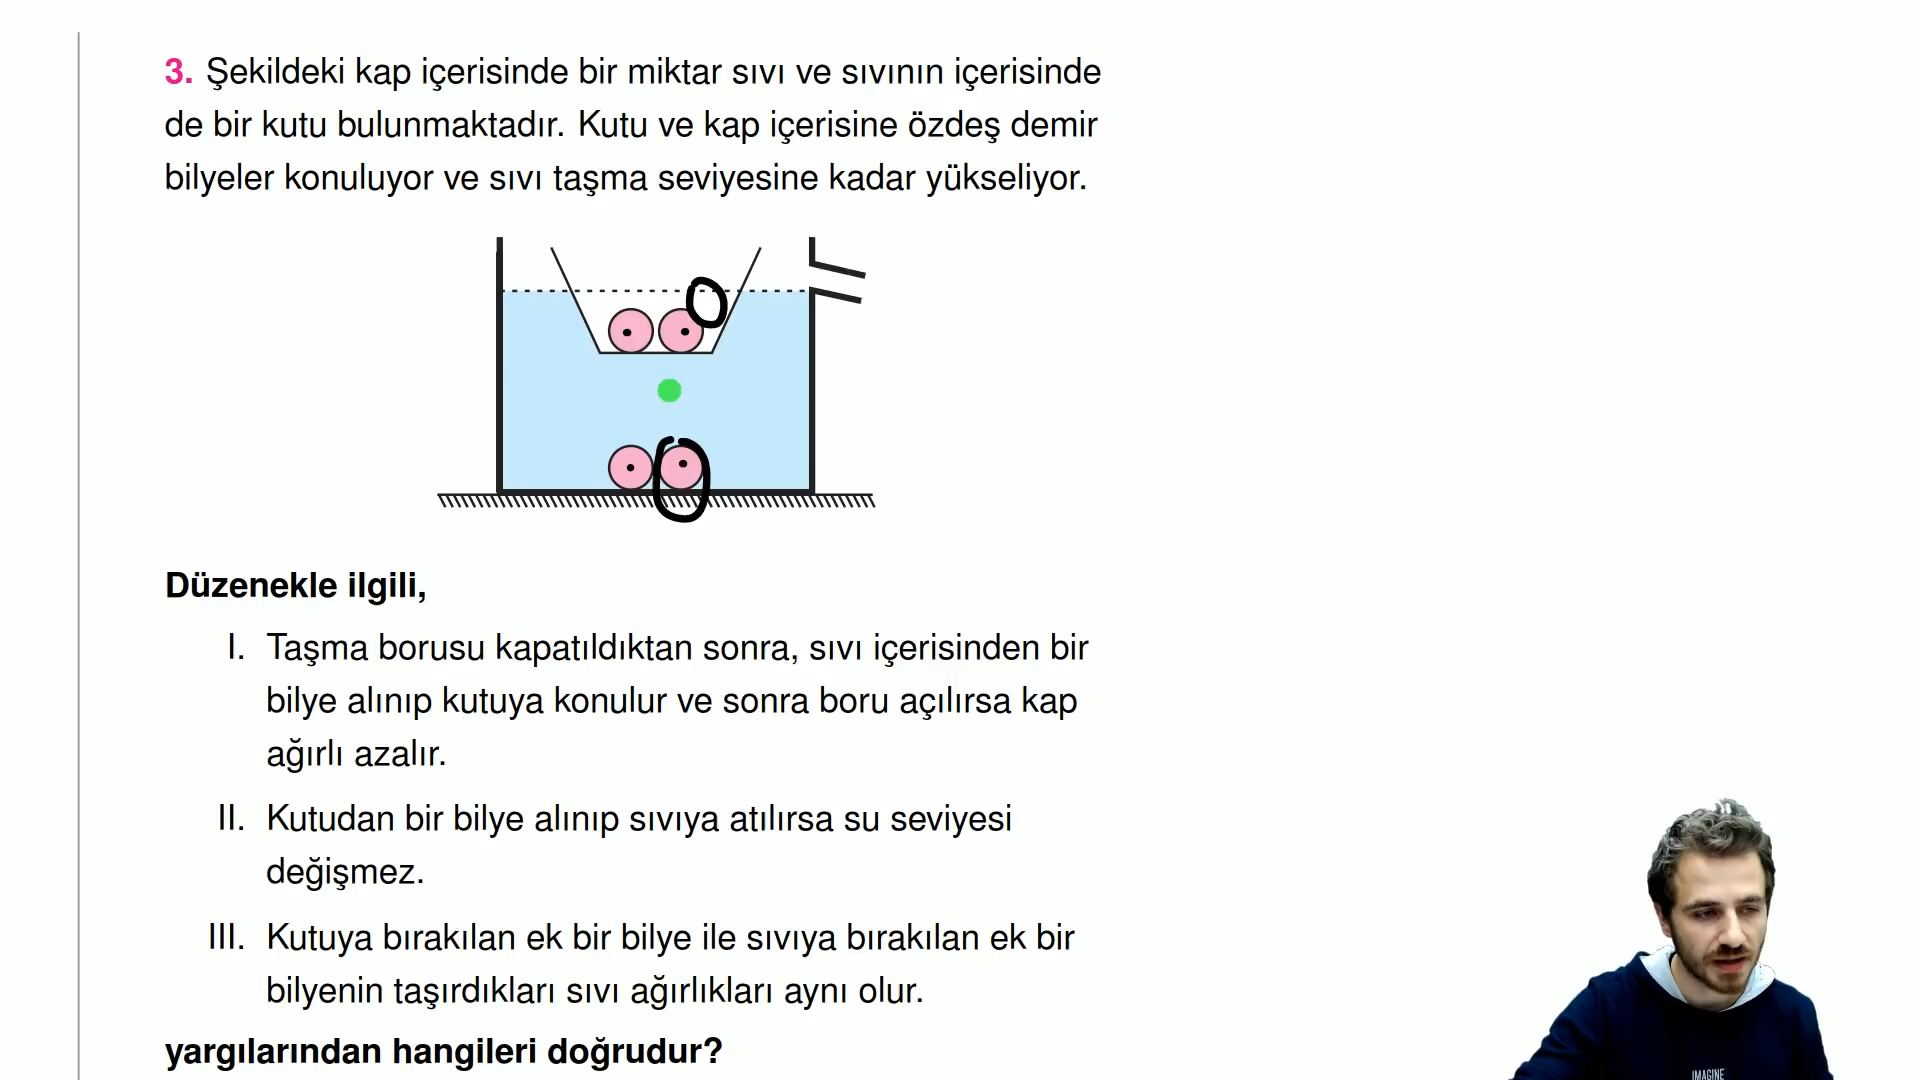 3. Şekildeki kap içerisinde bir miktar sıvı ve sıvının içerisinde
de bir kutu bulunmaktadır. Kutu ve kap içerisine özdeş demir
bilyeler konuluyor ve sıvı taşma seviyesine kadar yükseliyor.
Düzenekle ilgili,
I. Taşma borusu kapatıldıktan sonra, sıvı içerisinden bir
bilye alınıp kutuya konulur ve sonra boru açılırsa kap
ağırlı azalır.
II. Kutudan bir bilye alınıp sıvıya atılırsa su seviyesi
değişmez.
III. Kutuya bırakılan ek bir bilye ile sıvıya bırakılan ek bir
bilyenin taşırdıkları sıvı ağırlıkları aynı olur.
yargılarından hangileri doğrudur?
IMAGINE